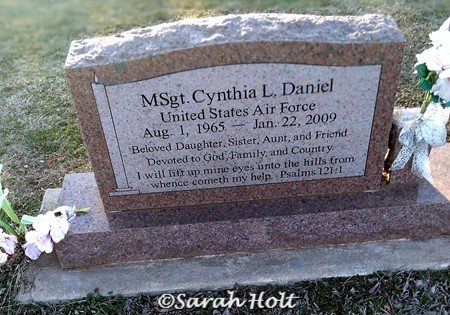 MSgt. Cynthia L. Daniel
United States Air Force
Aug. 1, 1965 — Jan. 22, 2009
Beloved Daughter, Sister, Aunt, and Friend
Devoted to God, Family, and Country
I will lift up mine eyes unto the hills from
whence cometh my help. Psalms 121:1
©Sarah Holt